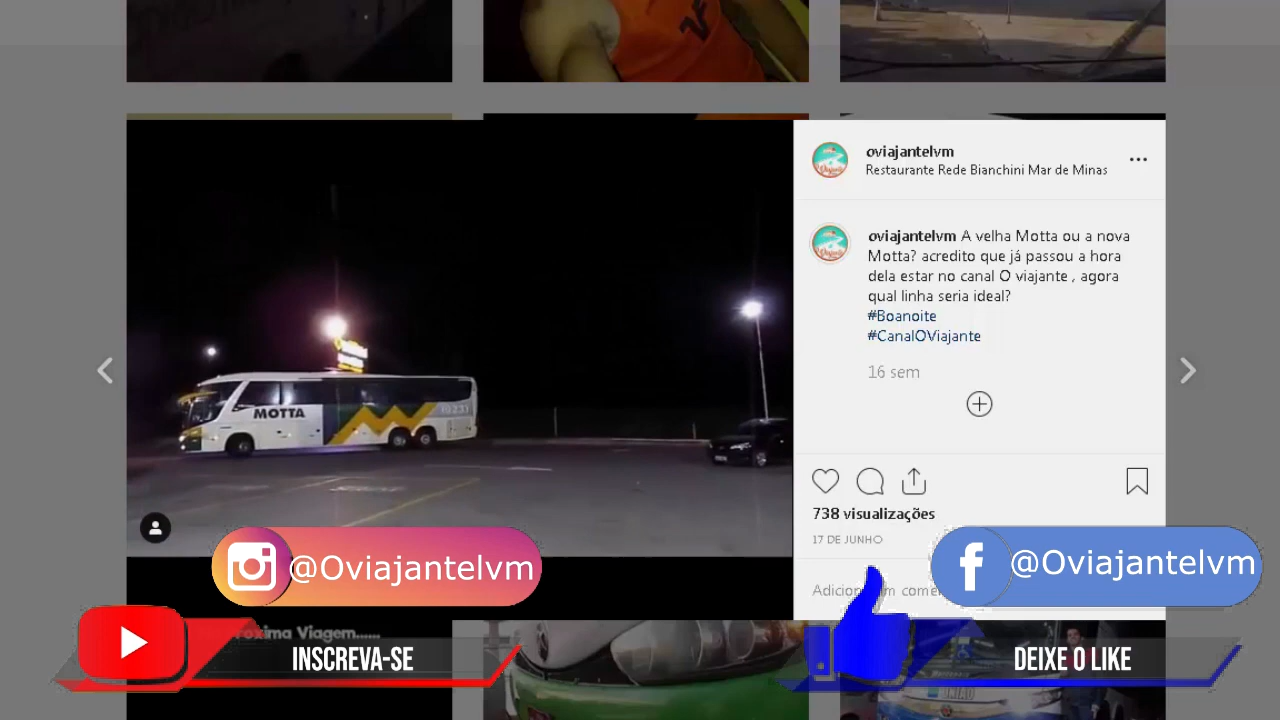 oviajantelvm
Restaurante Rede Bianchini Mar de Minas
oviajantelvm A velha Motta ou a nova
Motta? acredito que já passou a hora
dela estar no canal O viajante , agora
qual linha seria ideal?
#Boanoite
#CanalOViajante
16 sem
MOTTA
738 visualizações
17 DE JUNHO
@Oviajantelvm
@Oviajantelvm
Viagem......
INSCREVA-SE
DEIXE O LIKE